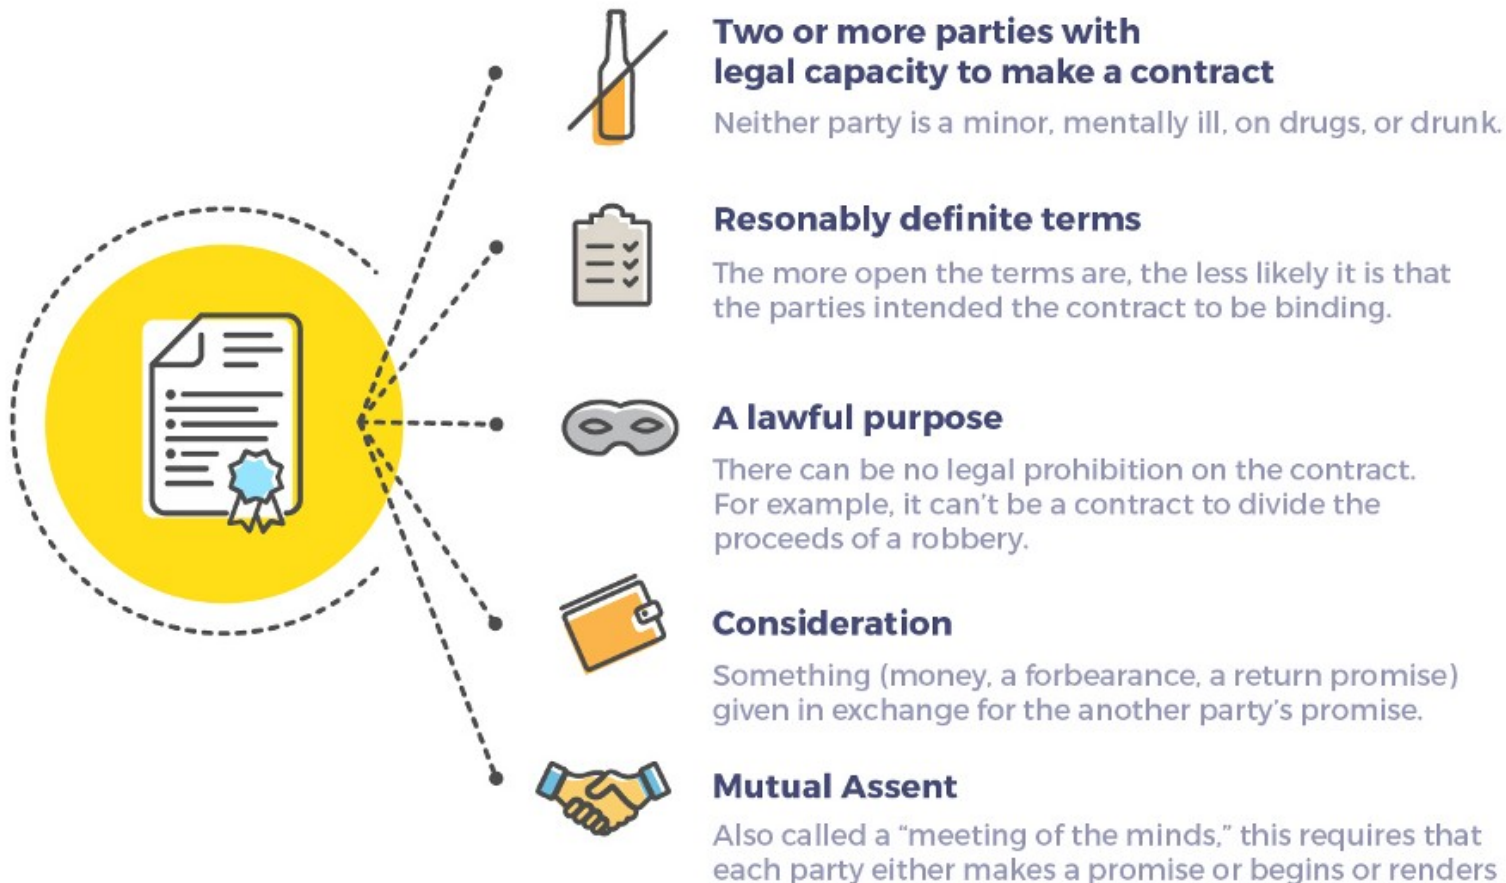 Two or more parties with
legal capacity to make a contract
Neither party is a minor, mentally ill, on drugs, or drunk.
Resonably definite terms
The more open the terms are, the less likely it is that
the parties intended the contract to be binding.
A lawful purpose
There can be no legal prohibition on the contract.
For example, it can't be a contract to divide the
proceeds of a robbery.
Consideration
Something (money, a forbearance, a return promise)
given in exchange for the another party's promise.
Mutual Assent
Also called a “meeting of the minds,” this requires that
each party either makes a promise or begins or renders